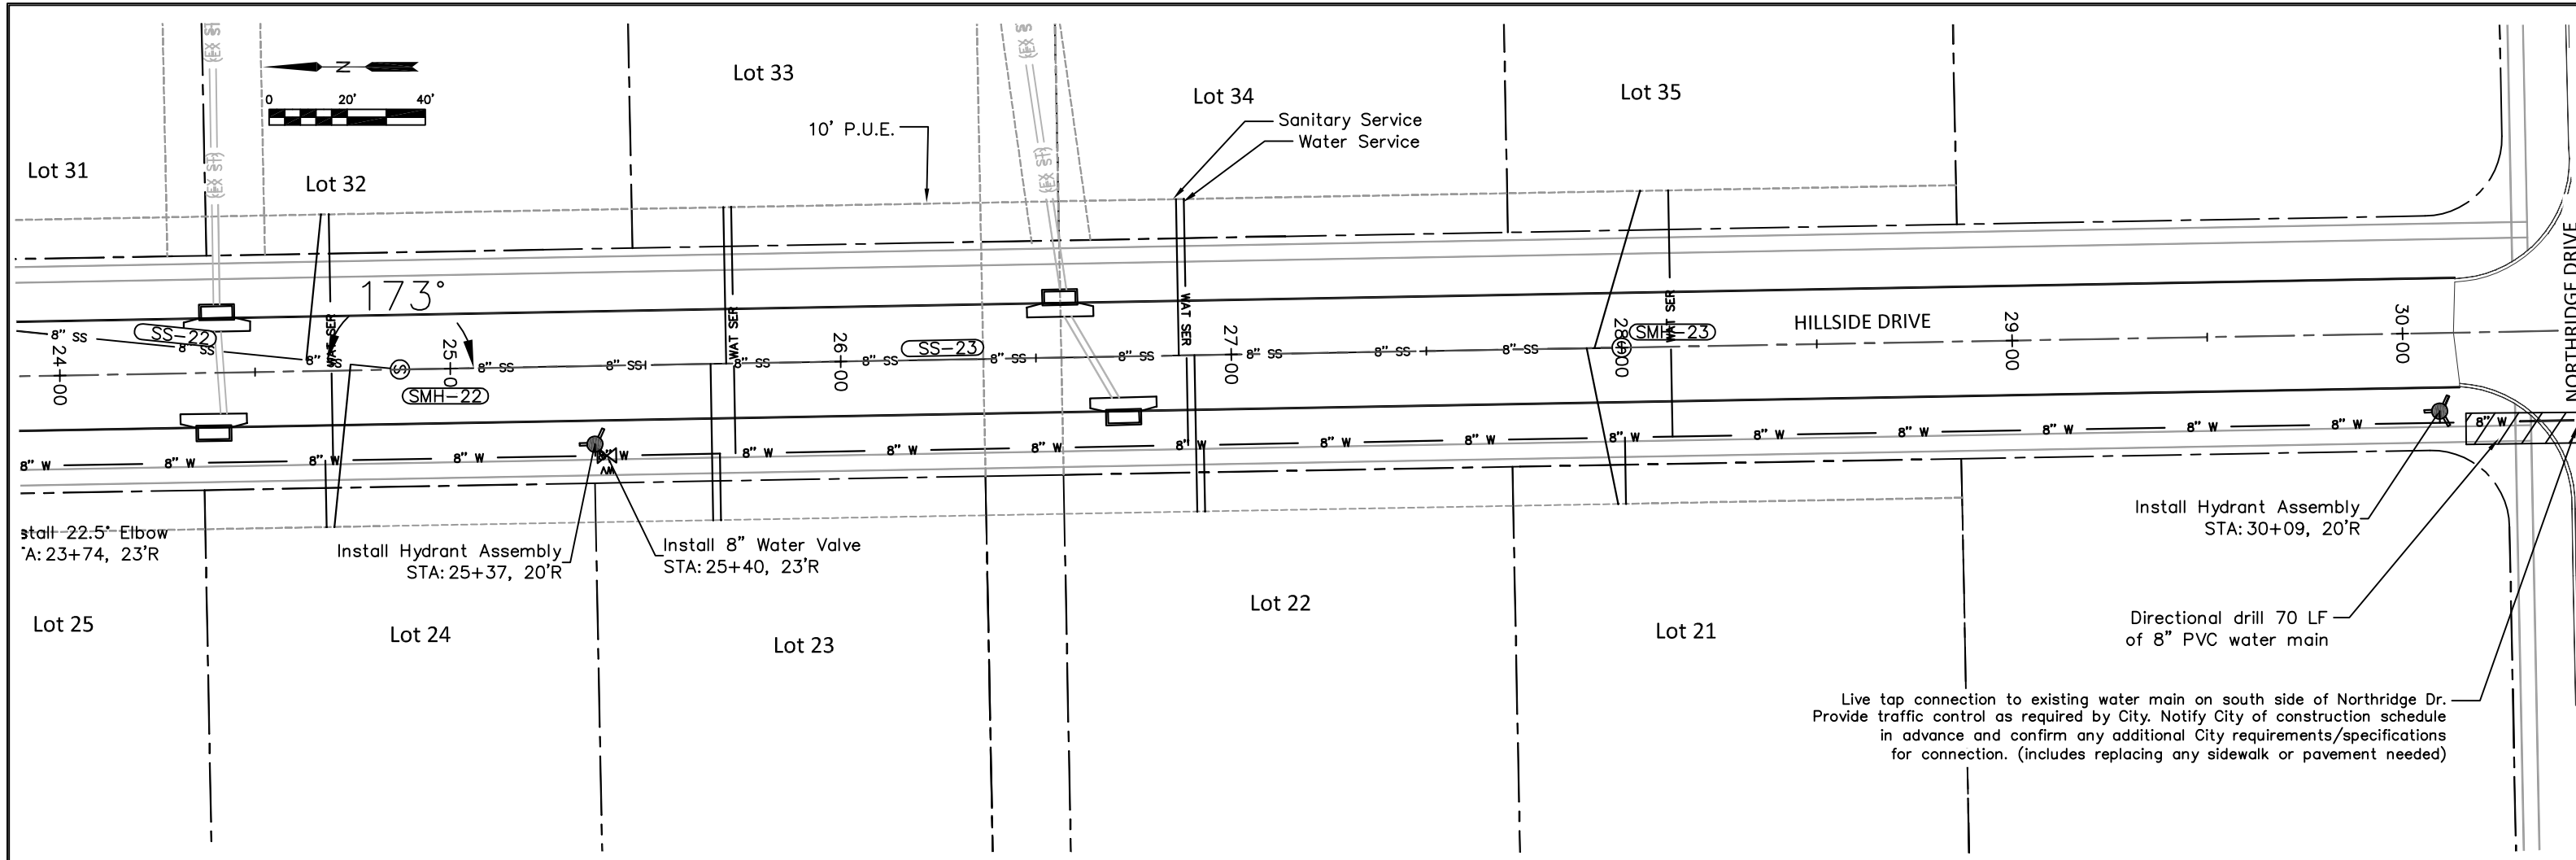 (EX S
N
0 20' 40'
(EX ST)
Lot 31
Lot 32
Lot 33
10' P.U.E.
(EX S
(EX ST)
Lot 34
Sanitary Service
Water Service
Lot 35
173°
8" SS
SS-22
8" SS
8" SS
WAT SER
24+00
25+0
8" SS
8" SS
SMH-22
S
WAT SER
8" SS
26+00
8" SS
SS-23
8" SS
8" SS
WAT SER
27+00
8" SS
8" SS
8" SS
28+00
S
SMH-23
WAT SER
HILLSIDE DRIVE
29+00
30+00
NORTHRIDGE DRIVE
8" W
8" W
8" W
8" W
W
8" W
8" W
8" W
8" W
8" W
8" W
8" W
8" W
8" W
8" W
8" W
8" W
8" W
stall 22.5° Elbow
A: 23+74, 23'R
Install Hydrant Assembly
STA: 25+37, 20'R
Install 8" Water Valve
STA: 25+40, 23'R
Install Hydrant Assembly
STA: 30+09, 20'R
Lot 25
Lot 24
Lot 23
Lot 22
Lot 21
Directional drill 70 LF
of 8" PVC water main
Live tap connection to existing water main on south side of Northridge Dr.
Provide traffic control as required by City. Notify City of construction schedule
in advance and confirm any additional City requirements/specifications
for connection. (includes replacing any sidewalk or pavement needed)